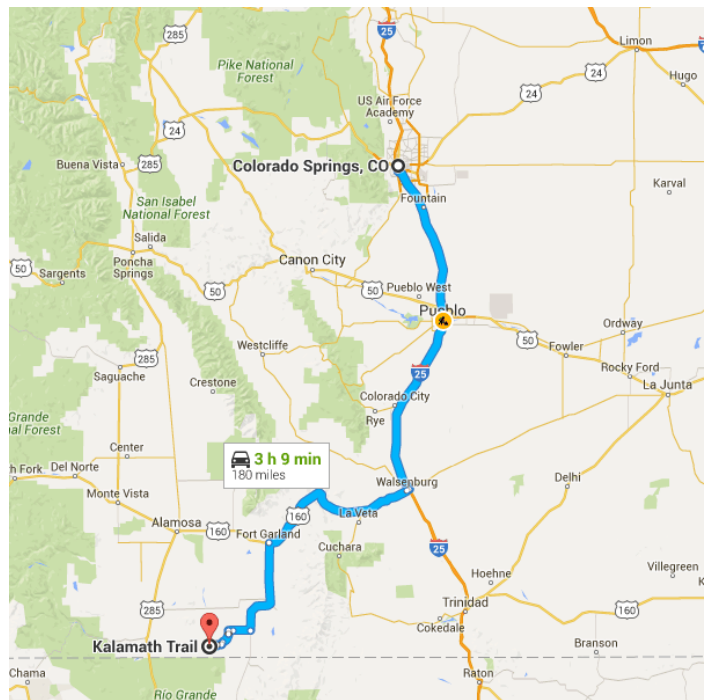 285
25
Limon
Pike National
Forest
Hugo
24
US Air Force
Academy
24
24
Buena Vista
285
Colorado Springs, CO
Karval
San Isabel
National Forest
Fountain
Salida
Poncha
Springs
50
Canon City
50
Sargents
50
Pueblo West
Pueblo
Ordway
50
Westcliffe
Fowler
285
Rocky Ford
Saguache
25
La Junta
Crestone
Colorado City
Rye
Grande
nal Forest
Center
3 h 9 min
180 miles
h Fork
Del Norte
Walsenburg
Delhi
Monte Vista
160
La Veta
Alamosa
160
Fort Garland
Cuchara
25
Villegreen
Hoehne
285
Trinidad
160
Cokedale
Kalamath Trail
Branson
Chama
Raton
Rio Grande